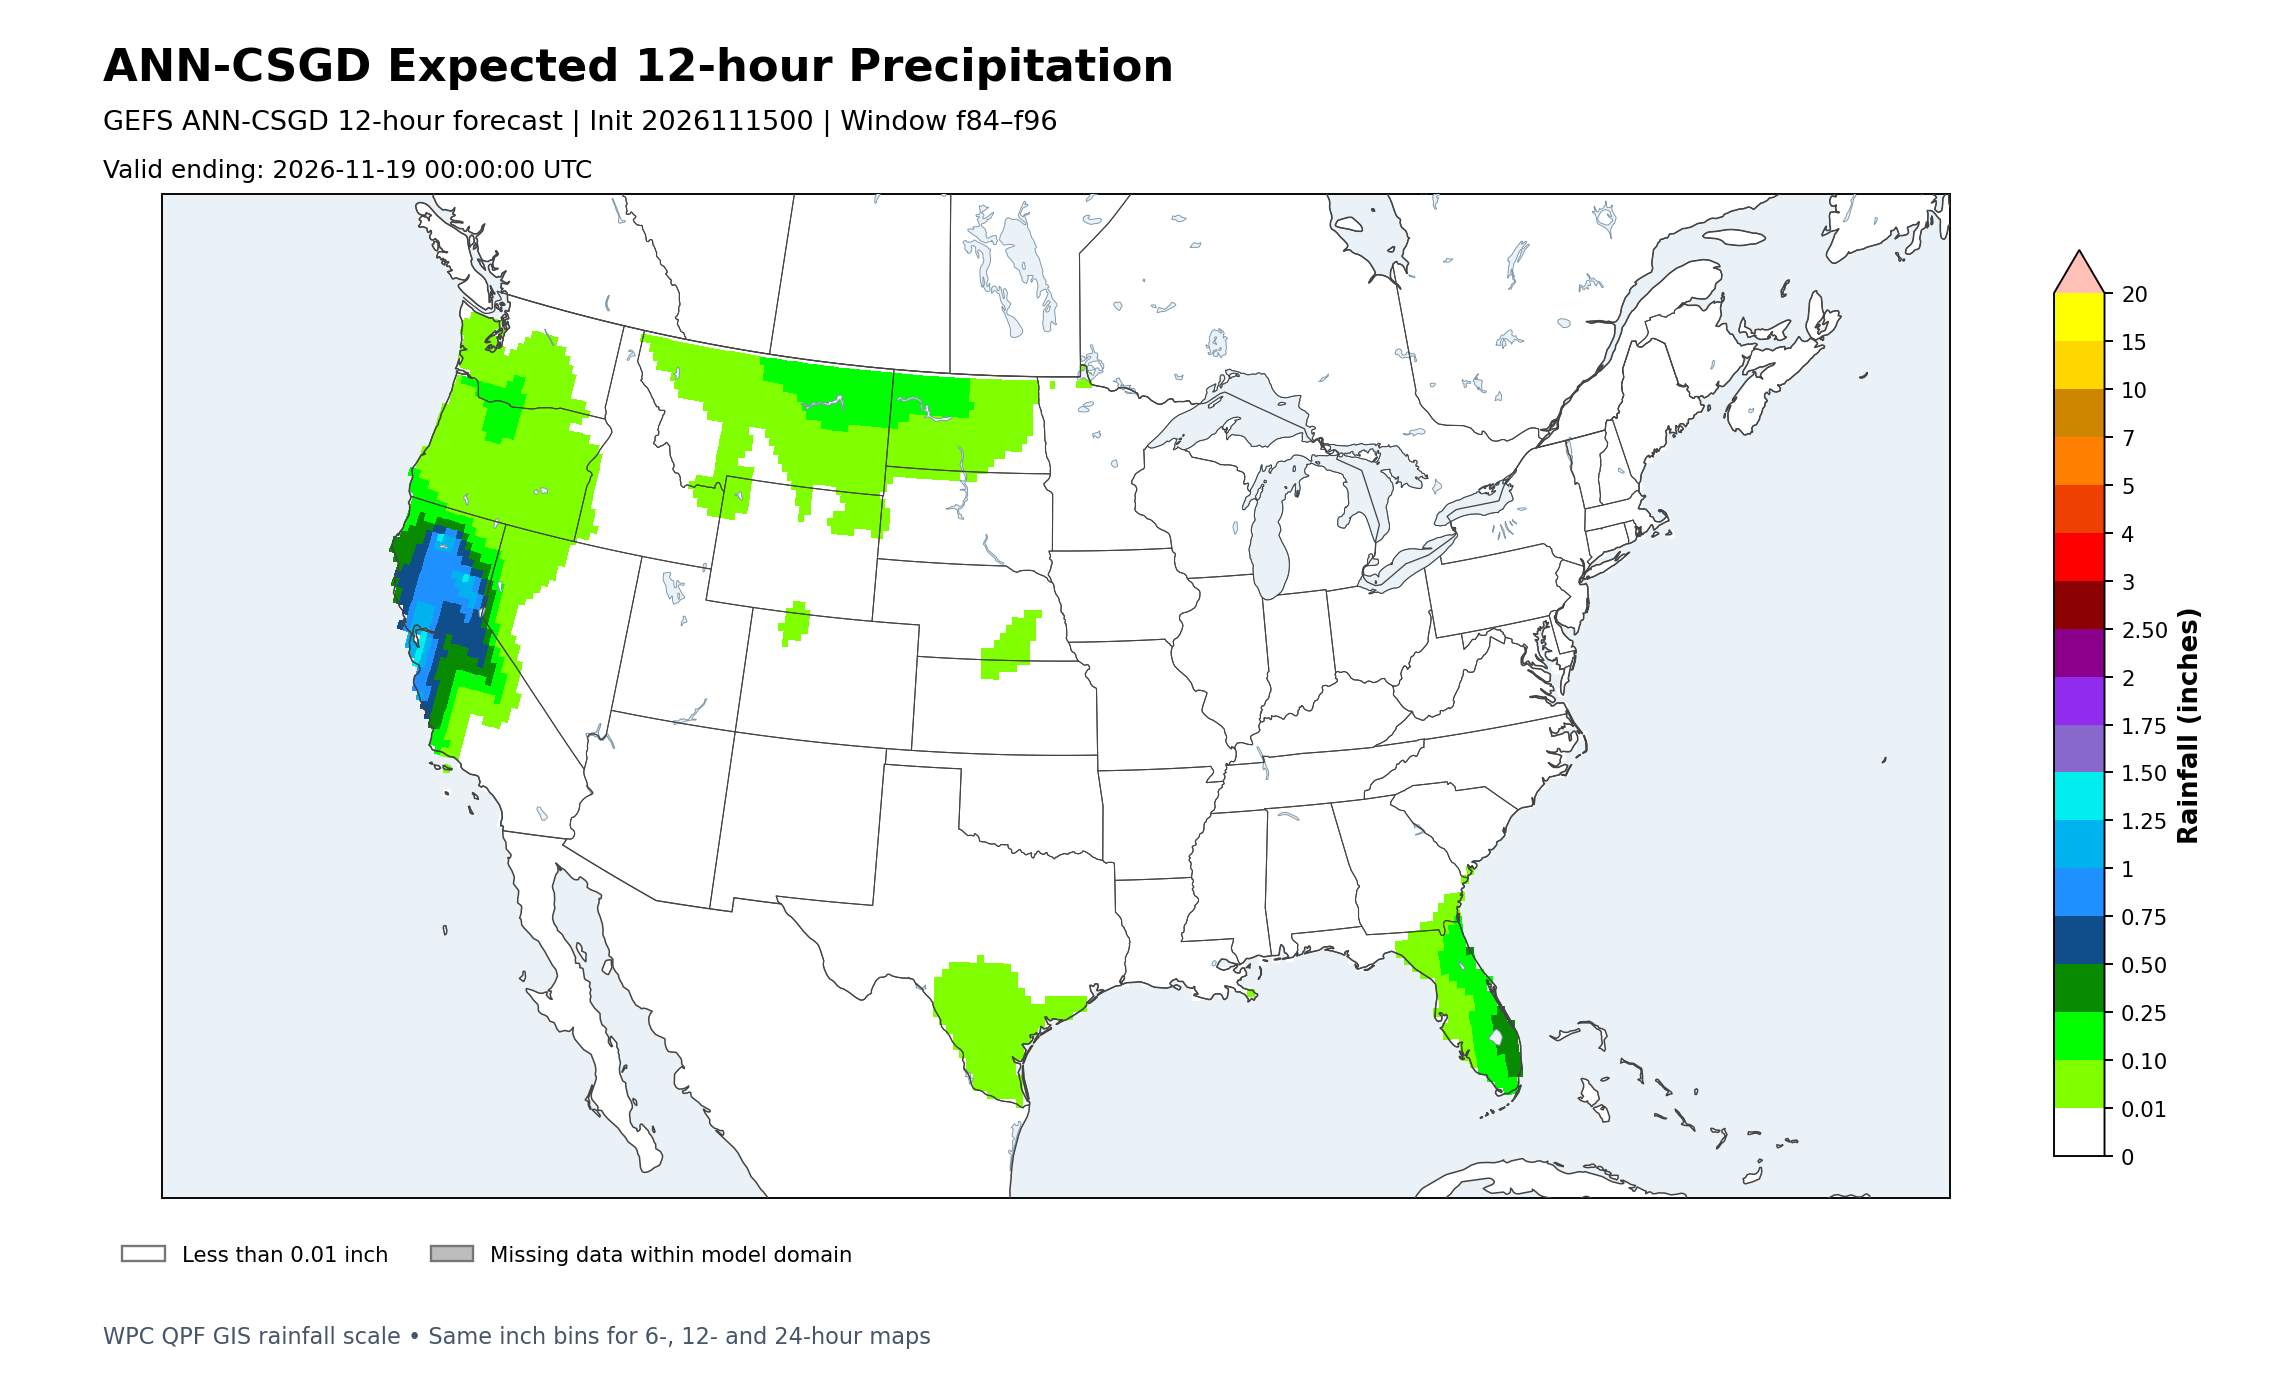 ANN-CSGD Expected 12-hour Precipitation
GEFS ANN-CSGD 12-hour forecast | Init 2026111500 | Window f84–f96
Valid ending: 2026-11-19 00:00:00 UTC
20
15
10
7
5
4
3
2.50
2
1.75
1.50
1.25
1
0.75
0.50
0.25
0.10
0.01
0
Rainfall (inches)
Less than 0.01 inch
Missing data within model domain
WPC QPF GIS rainfall scale • Same inch bins for 6-, 12- and 24-hour maps